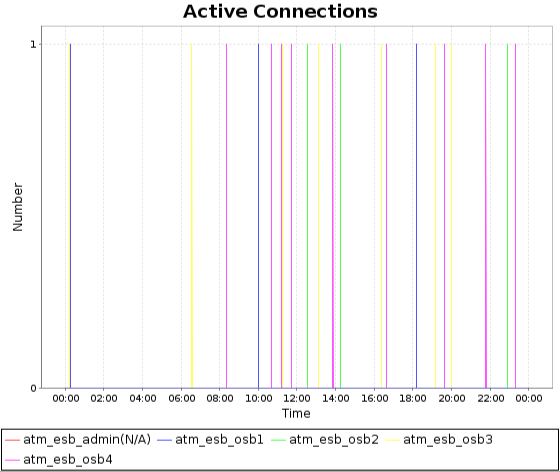 Active Connections
1
Number
0
00:00 02:00 04:00 06:00 08:00 10:00 12:00 14:00 16:00 18:00 20:00 22:00 00:00
Time
atm_esb_admin(N/A) atm_esb_osb1 atm_esb_osb2 atm_esb_osb3
atm_esb_osb4